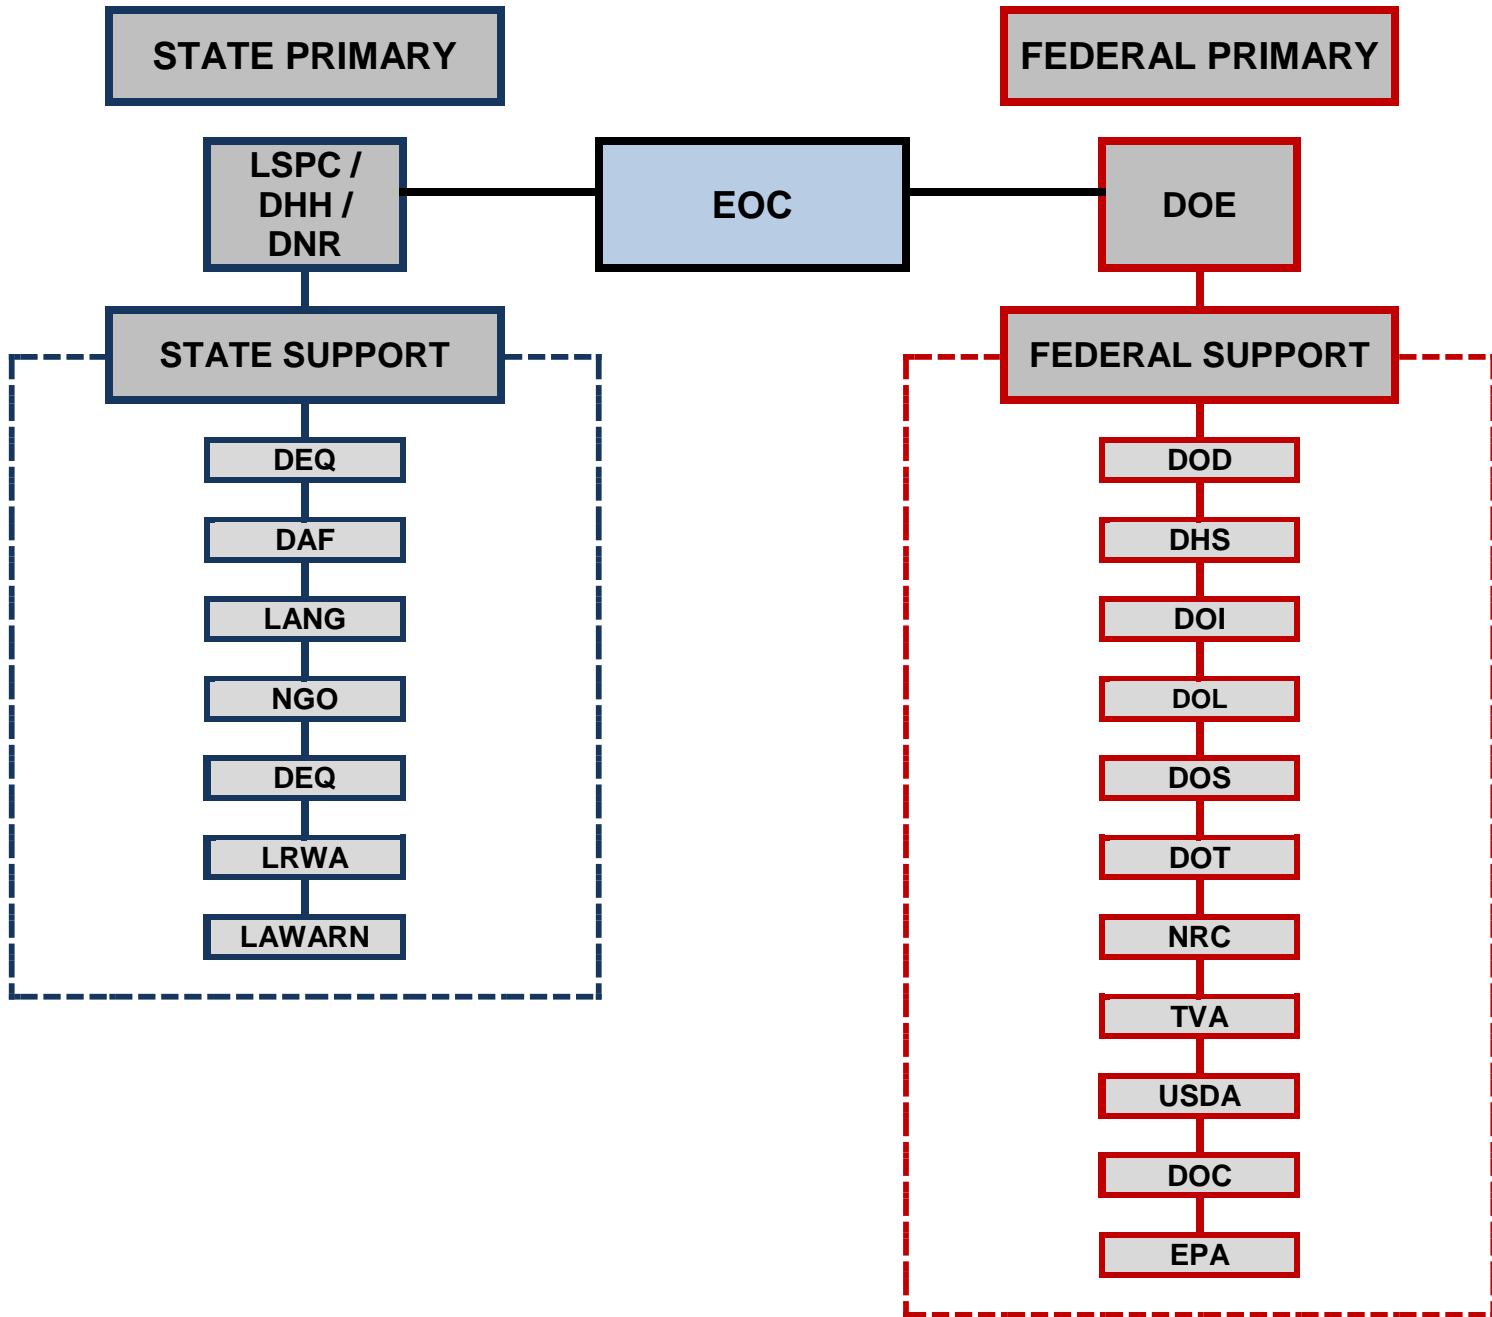 STATE PRIMARY
FEDERAL PRIMARY
LSPC /
DHH /
DNR
EOC
DOE
STATE SUPPORT
DEQ
DAF
LANG
NGO
DEQ
LRWA
LAWARN
FEDERAL SUPPORT
DOD
DHS
DOI
DOL
DOS
DOT
NRC
TVA
USDA
DOC
EPA